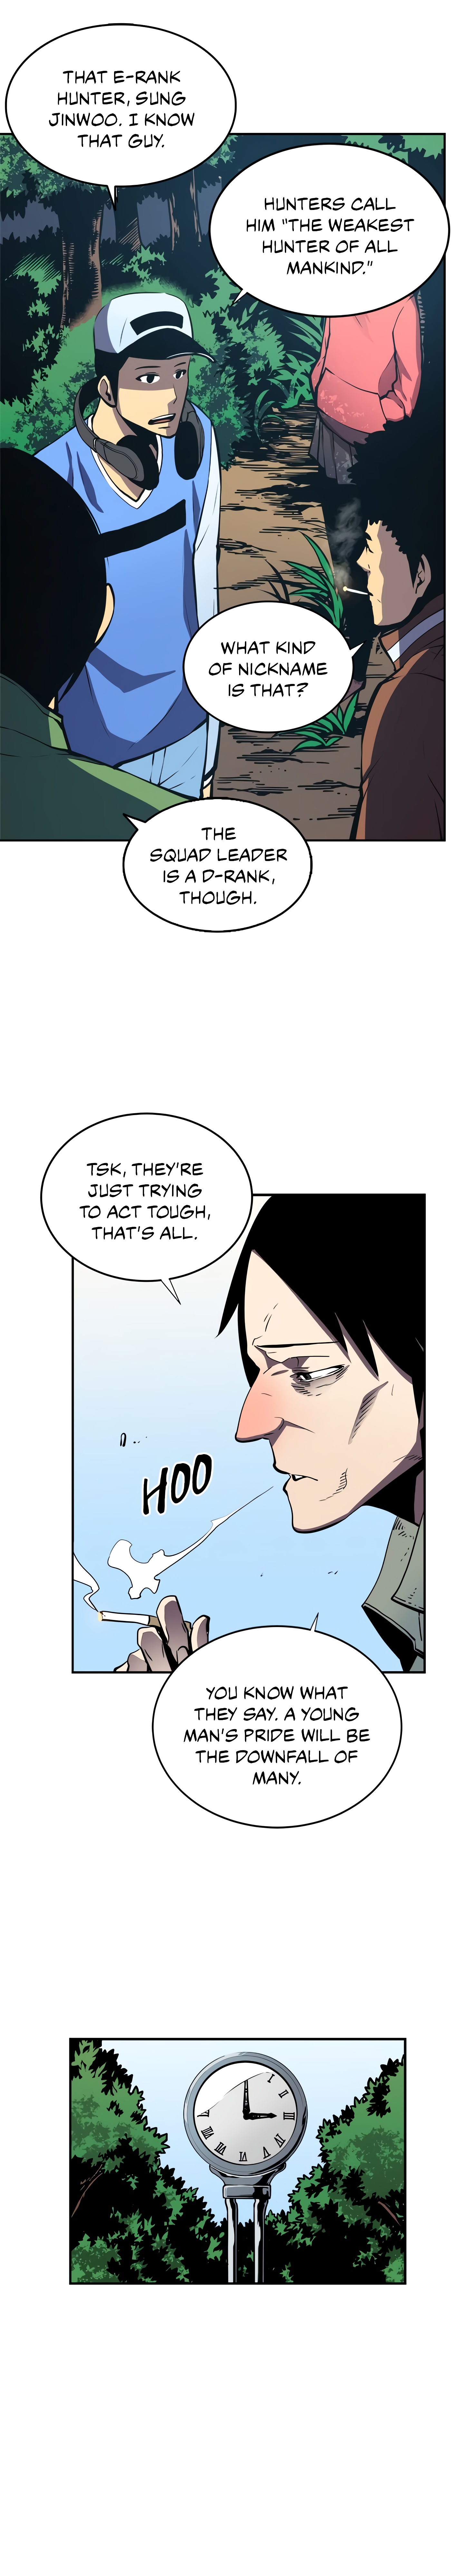 THAT E-RANK
HUNTER, SUNG
JINWOO. I KNOW
THAT GUY.
HUNTERS CALL
HIM "THE WEAKEST
HUNTER OF ALL
MANKIND."
WHAT KIND
OF NICKNAME
IS THAT?
THE
SQUAD LEADER
IS A D-RANK,
THOUGH.
TSK, THEY'RE
JUST TRYING
TO ACT TOUGH,
THAT'S ALL.
HOO
YOU KNOW WHAT
THEY SAY. A YOUNG
MAN'S PRIDE WILL BE
THE DOWNFALL OF
MANY.